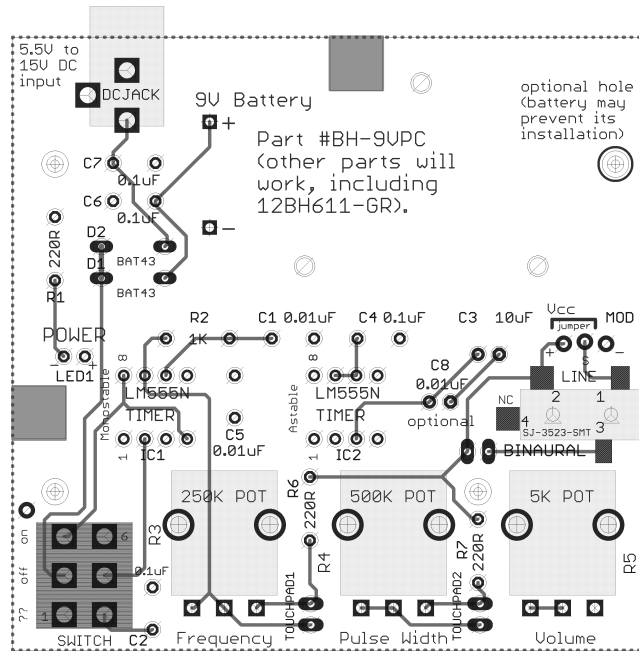 5.5V to
15V DC
input
DCJACK
9V Battery
+
-
optional hole
(battery may
prevent its
installation)
Part #BH-9VPC
(other parts will
work, including
12BH611-GR).
C7
0.1uF
C6
0.1uF
220R
R1
D2
BAT43
D1
BAT43
POWER
-
+
LED1
R2
1K
C1
0.01uF
C4
0.1uF
C3
10uF
Vcc
jumper
MOD
+
S
-
Monostable
8
LM555N
TIMER
1
IC1
C5
0.01uF
Astable
8
LM555N
TIMER
1
IC2
C8
0.01uF
optional
LINE
2
1
NC
4
3
SJ-3523-SMT
BINAURAL
R6
220R
R7
220R
250K POT
500K POT
5K POT
R3
R4
R5
on
off
??
6
1
SWITCH
0.1uF
C2
TOUCHPAD1
TOUCHPAD2
Frequency
Pulse Width
Volume